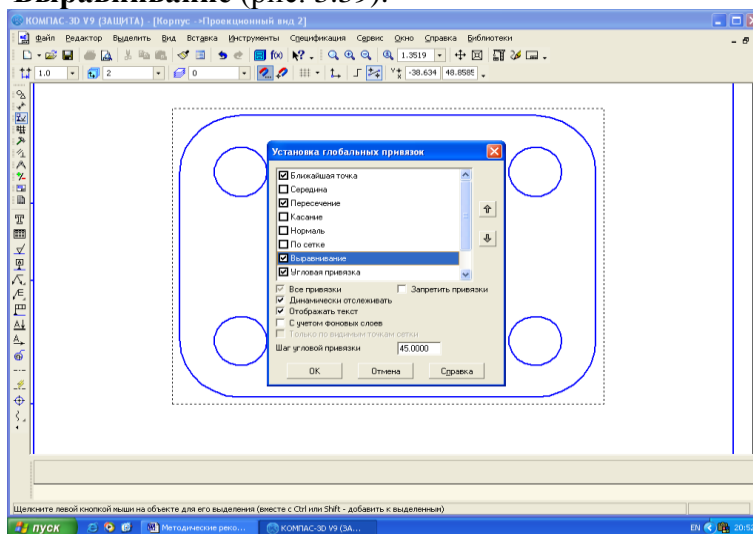 Выравнивание (рис. 3.39).
КОМПАС-3D V9 (ЗАЩИТА) - [Корпус ->Проекционный вид 2]
Файл Редактор Выделить Вид Вставка Инструменты Спецификация Сервис Окно Справка Библиотеки
1.3519
1.0 2 0 -38.634 48.8585
Установка глобальных привязок
Ближайшая точка
Середина
Пересечение
Касание
Нормаль
По сетке
Выравнивание
Угловая привязка
Все привязки Запретить привязки
Динамически отслеживать
Отображать текст
С учетом фоновых слоев
Только по видимым точкам сетки
Шаг угловой привязки 45.0000
OK Отмена Справка
Щелкните левой кнопкой мыши на объекте для его выделения (вместе с Ctrl или Shift - добавить к выделенным)
пуск Методические реко... КОМПАС-3D V9 (ЗА... EN 20:52